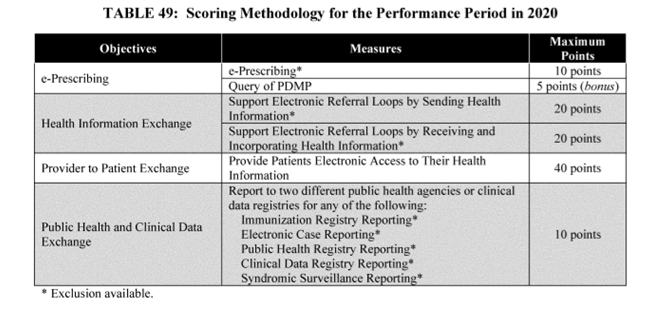 TABLE 49: Scoring Methodology for the Performance Period in 2020
Objectives Measures Maximum Points
e-Prescribing
e-Prescribing* 10 points
Query of PDMP 5 points (bonus)
Health Information Exchange
Support Electronic Referral Loops by Sending Health
Information*
20 points
Support Electronic Referral Loops by Receiving and
Incorporating Health Information*
20 points
Provider to Patient Exchange
Provide Patients Electronic Access to Their Health
Information
40 points
Public Health and Clinical Data
Exchange
Report to two different public health agencies or clinical
data registries for any of the following:
Immunization Registry Reporting*
Electronic Case Reporting*
Public Health Registry Reporting*
Clinical Data Registry Reporting*
Syndromic Surveillance Reporting*
10 points
* Exclusion available.